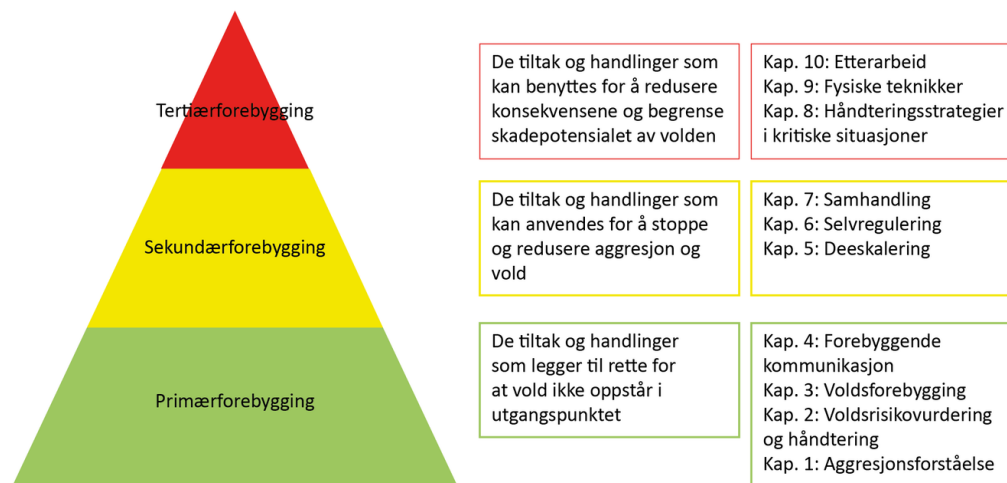 Tertiærforebygging
De tiltak og handlinger som
kan benyttes for å redusere
konsekvensene og begrense
skadepotensialet av volden
Kap. 10: Etterarbeid
Kap. 9: Fysiske teknikker
Kap. 8: Håndteringsstrategier
i kritiske situasjoner
Sekundærforebygging
De tiltak og handlinger som
kan anvendes for å stoppe
og redusere aggresjon og
vold
Kap. 7: Samhandling
Kap. 6: Selvregulering
Kap. 5: Deeskalering
Primærforebygging
De tiltak og handlinger
som legger til rette for
at vold ikke oppstår i
utgangspunktet
Kap. 4: Forebyggende
kommunikasjon
Kap. 3: Voldsforebygging
Kap. 2: Voldsrisikovurdering
og håndtering
Kap. 1: Aggresjonsforståelse